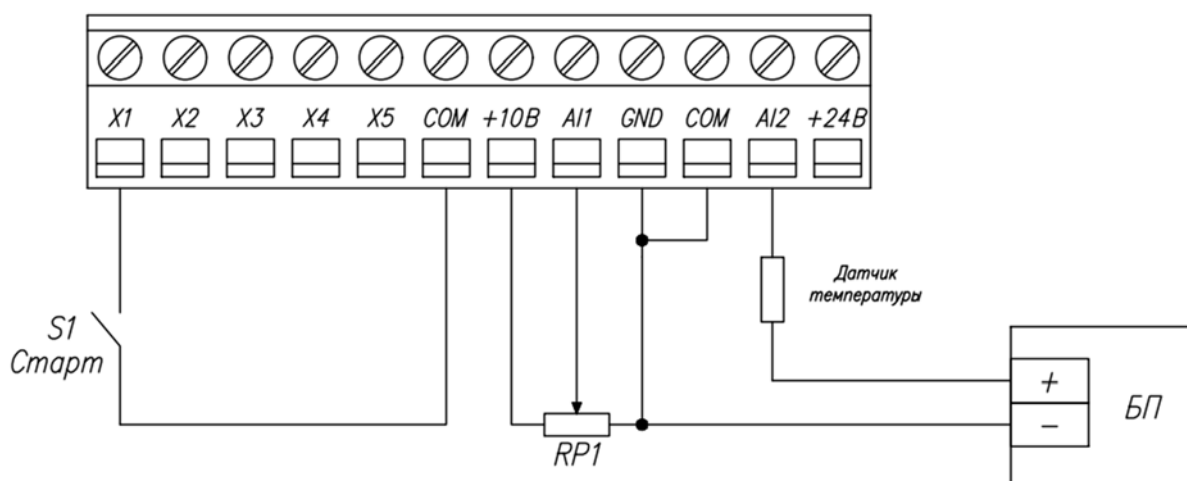 X1 X2 X3 X4 X5 COM +10В AI1 GND COM AI2 +24В
Датчик
температуры
S1
Старт
+
БП
−
RP1